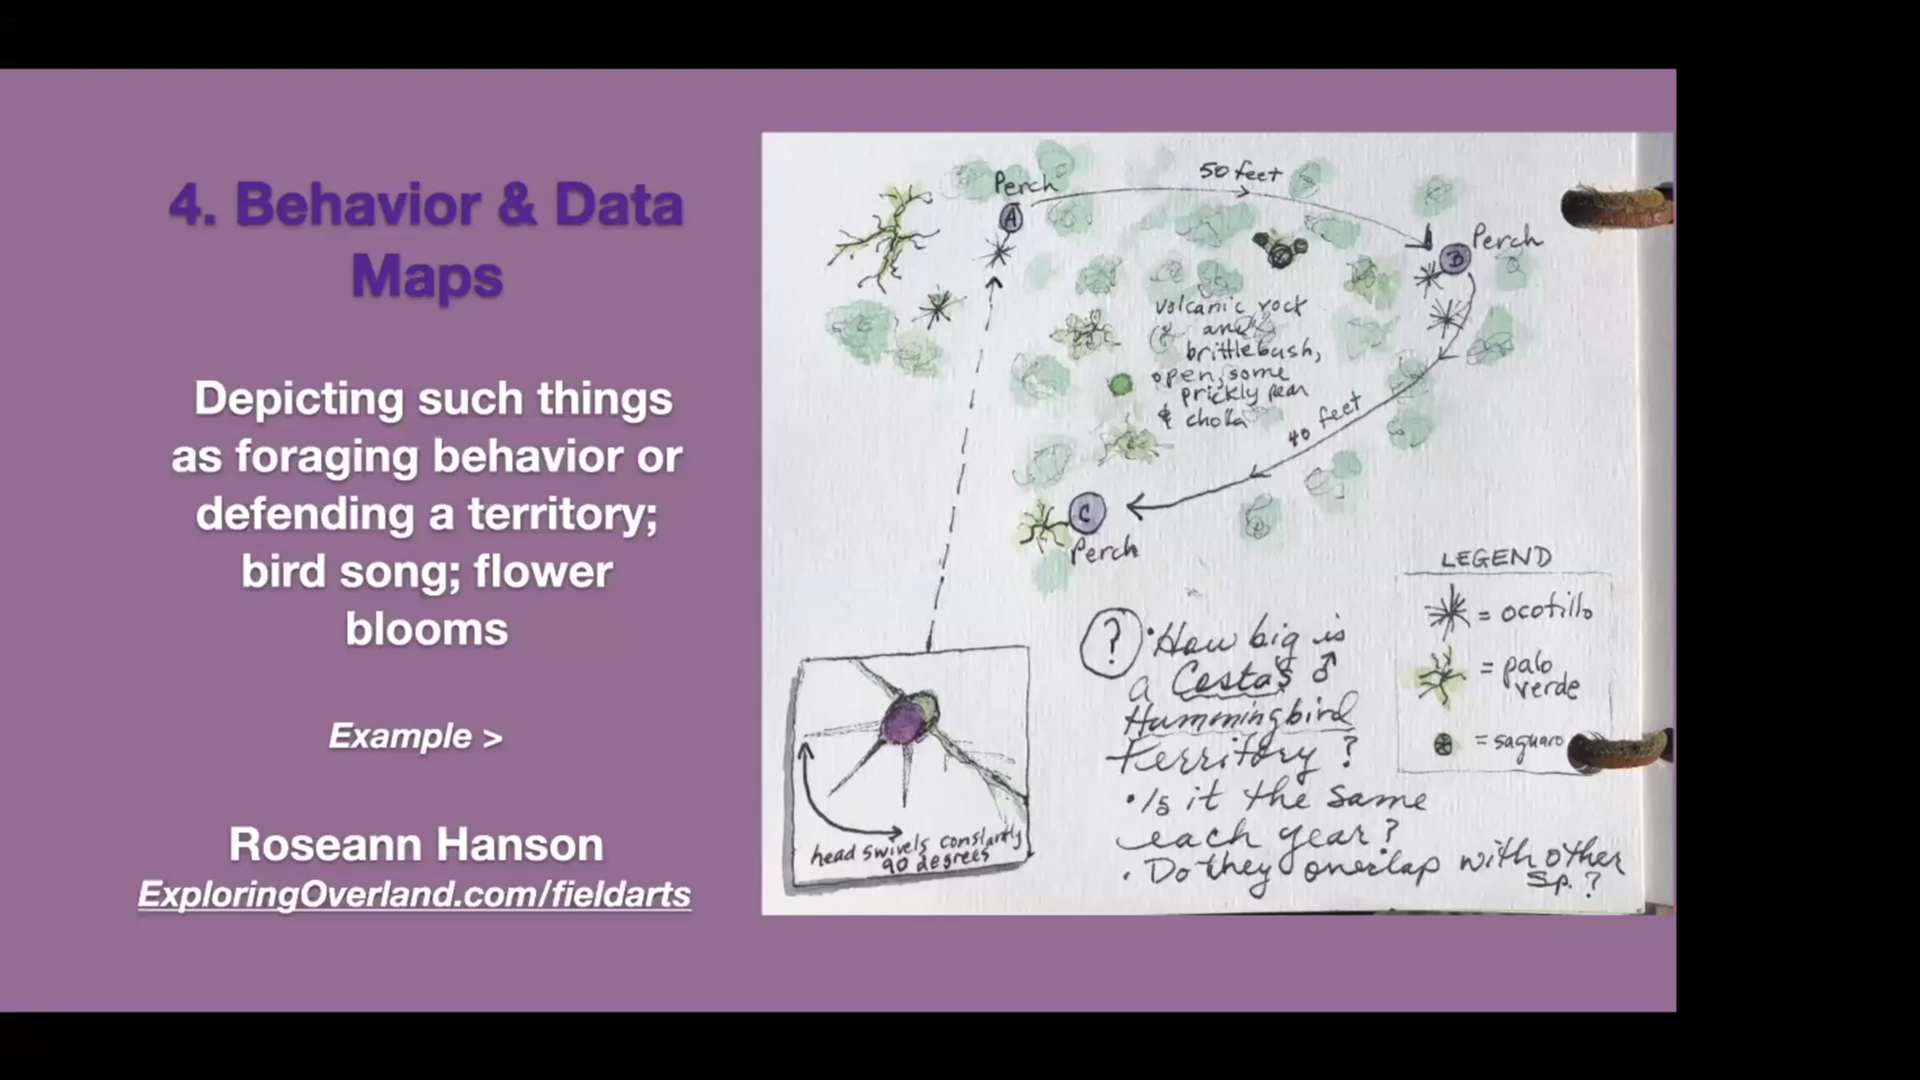 4. Behavior & Data
Maps
Depicting such things
as foraging behavior or
defending a territory;
bird song; flower
blooms
Example >
Roseann Hanson
ExploringOverland.com/fieldarts
Perch
A
50 feet
Perch
B
volcanic rock
and
brittlebush,
open, some
prickly pear
& cholla
40 feet
C
Perch
head swivels constantly
90 degrees
? • How big is
a Costa's ♂
Hummingbird
Territory?
• Is it the same
each year?
• Do they overlap with other
sp.?
LEGEND
= ocotillo
= palo
verde
= saguaro